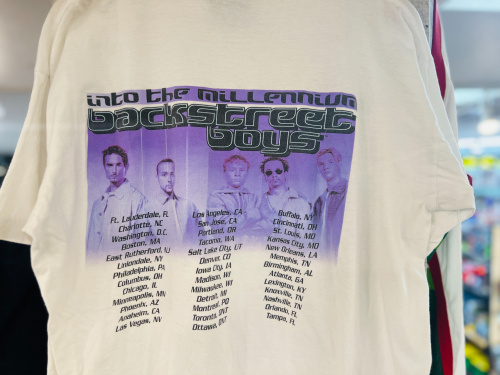 into the millennium
backstreet
boys
Ft. Lauderdale, FL
Charlotte, NC
Washington, D.C.
Boston, MA
East Rutherford, NJ
Uniondale, NY
Philadelphia, PA
Columbus, OH
Chicago, IL
Minneapolis, MN
Phoenix, AZ
Anaheim, CA
Las Vegas, NV
Los Angeles, CA
San Jose, CA
Portland, OR
Tacoma, WA
Salt Lake City, UT
Denver, CO
Iowa City, IA
Madison, WI
Milwaukee, WI
Detroit, MI
Montreal, PQ
Toronto, ONT
Ottawa, ONT
Buffalo, NY
Cincinnati, OH
St. Louis, MO
Kansas City, MO
New Orleans, LA
Memphis, TN
Birmingham, AL
Atlanta, GA
Lexington, KY
Knoxville, TN
Nashville, TN
Orlando, FL
Tampa, FL